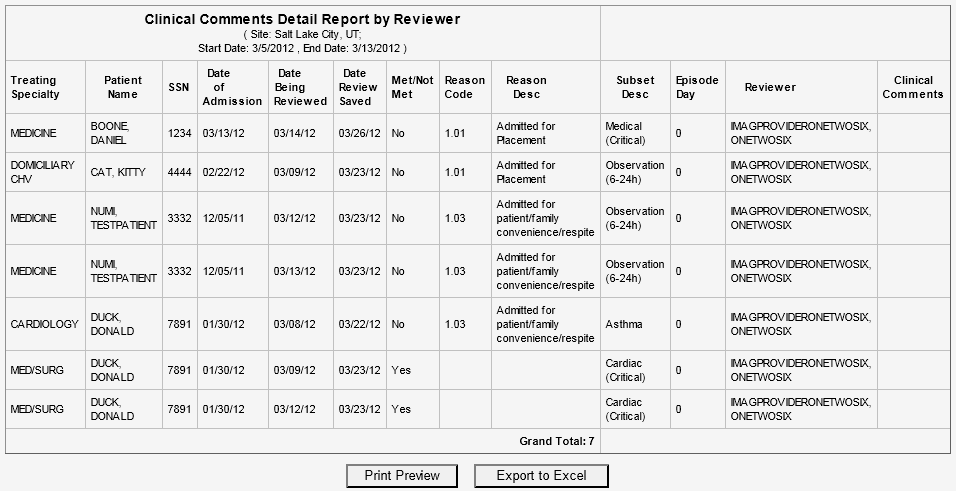 Clinical Comments Detail Report by Reviewer
( Site: Salt Lake City, UT;
Start Date: 3/5/2012 , End Date: 3/13/2012 )
Treating Specialty Patient Name SSN Date of Admission Date Being Reviewed Date Review Saved Met/Not Met Reason Code Reason Desc Subset Desc Episode Day Reviewer Clinical Comments
MEDICINE BOONE, DANIEL 1234 03/13/12 03/14/12 03/26/12 No 1.01 Admitted for Placement Medical (Critical) 0 IMAGPROVIDERONETWOSIX, ONETWOSIX
DOMICILIARY CHV CAT, KITTY 4444 02/22/12 03/09/12 03/23/12 No 1.01 Admitted for Placement Observation (6-24h) 0 IMAGPROVIDERONETWOSIX, ONETWOSIX
MEDICINE NUMI, TESTPATIENT 3332 12/05/11 03/12/12 03/23/12 No 1.03 Admitted for patient/family convenience/respite Observation (6-24h) 0 IMAGPROVIDERONETWOSIX, ONETWOSIX
MEDICINE NUMI, TESTPATIENT 3332 12/05/11 03/13/12 03/23/12 No 1.03 Admitted for patient/family convenience/respite Observation (6-24h) 0 IMAGPROVIDERONETWOSIX, ONETWOSIX
CARDIOLOGY DUCK, DONALD 7891 01/30/12 03/08/12 03/22/12 No 1.03 Admitted for patient/family convenience/respite Asthma 0 IMAGPROVIDERONETWOSIX, ONETWOSIX
MED/SURG DUCK, DONALD 7891 01/30/12 03/09/12 03/23/12 Yes Cardiac (Critical) 0 IMAGPROVIDERONETWOSIX, ONETWOSIX
MED/SURG DUCK, DONALD 7891 01/30/12 03/12/12 03/23/12 Yes Cardiac (Critical) 0 IMAGPROVIDERONETWOSIX, ONETWOSIX
Grand Total: 7
Print Preview Export to Excel